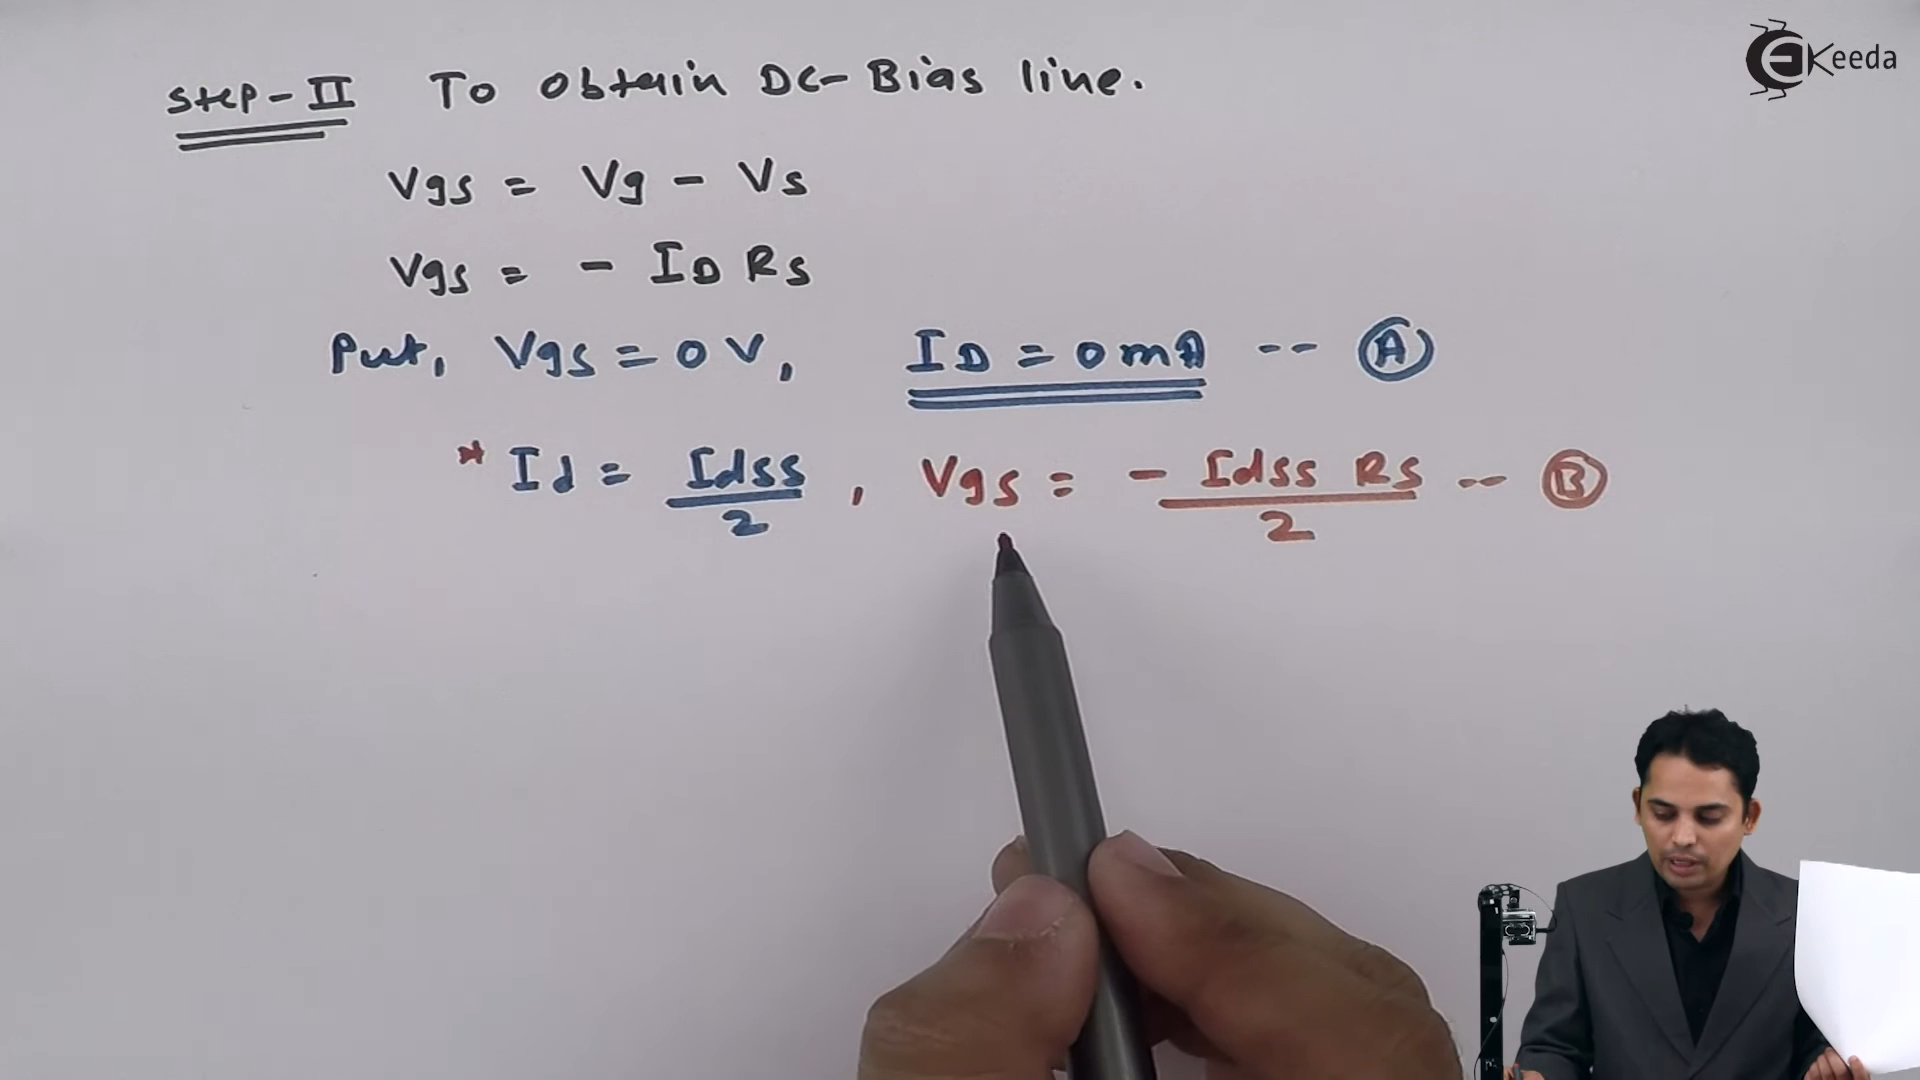 Step-II To Obtain DC-Bias line.
Vgs = Vg - Vs
Vgs = - ID Rs
Put, Vgs = 0 V, ID = 0 mA -- (A)
* Id = Idss/2, Vgs = - Idss Rs/2 -- (B)
EKeeda